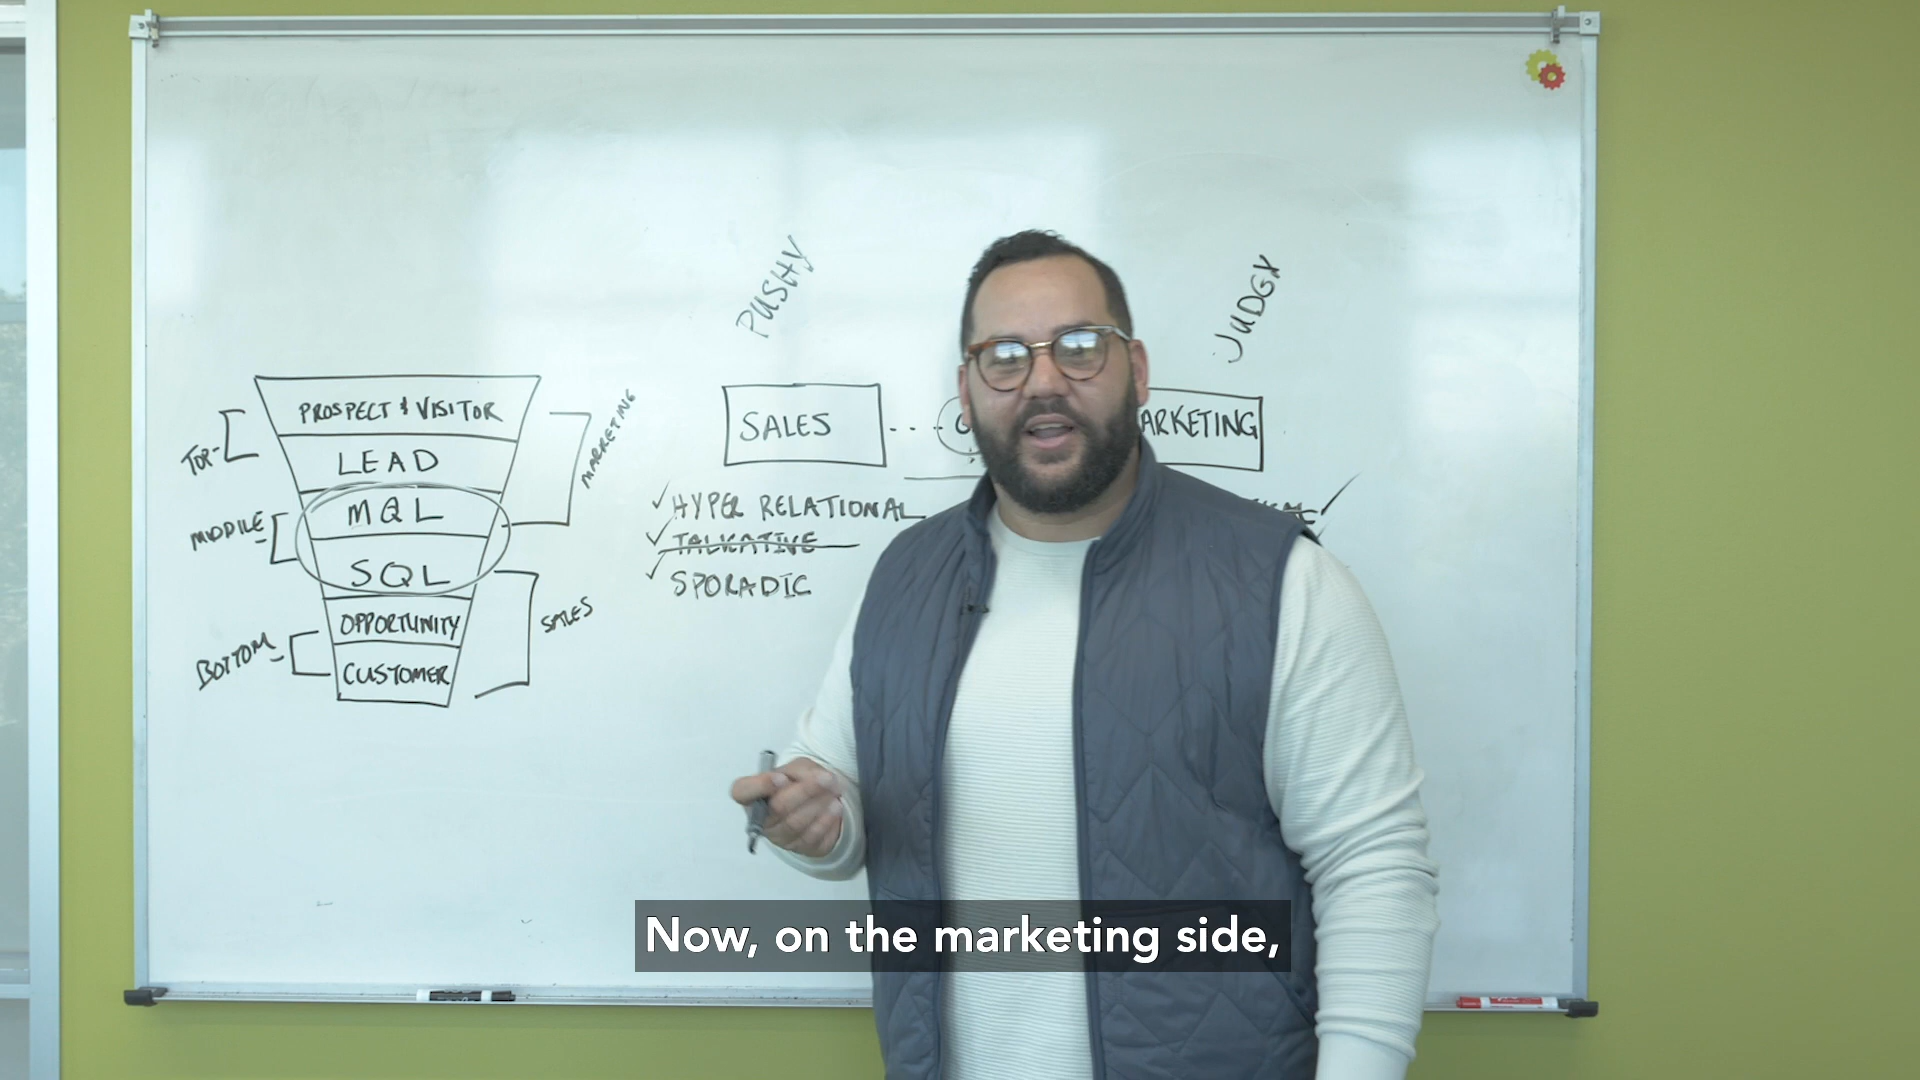 PUSHY
JUDGY
PROSPECT & VISITOR
LEAD
MQL
SQL
OPPORTUNITY
CUSTOMER
TOP-
MIDDLE-
BOTTOM-
MARKETING
SALES
SALES
ARKETING
✓HYPER RELATIONAL
✓TALKATIVE
✓SPORADIC
Now, on the marketing side,